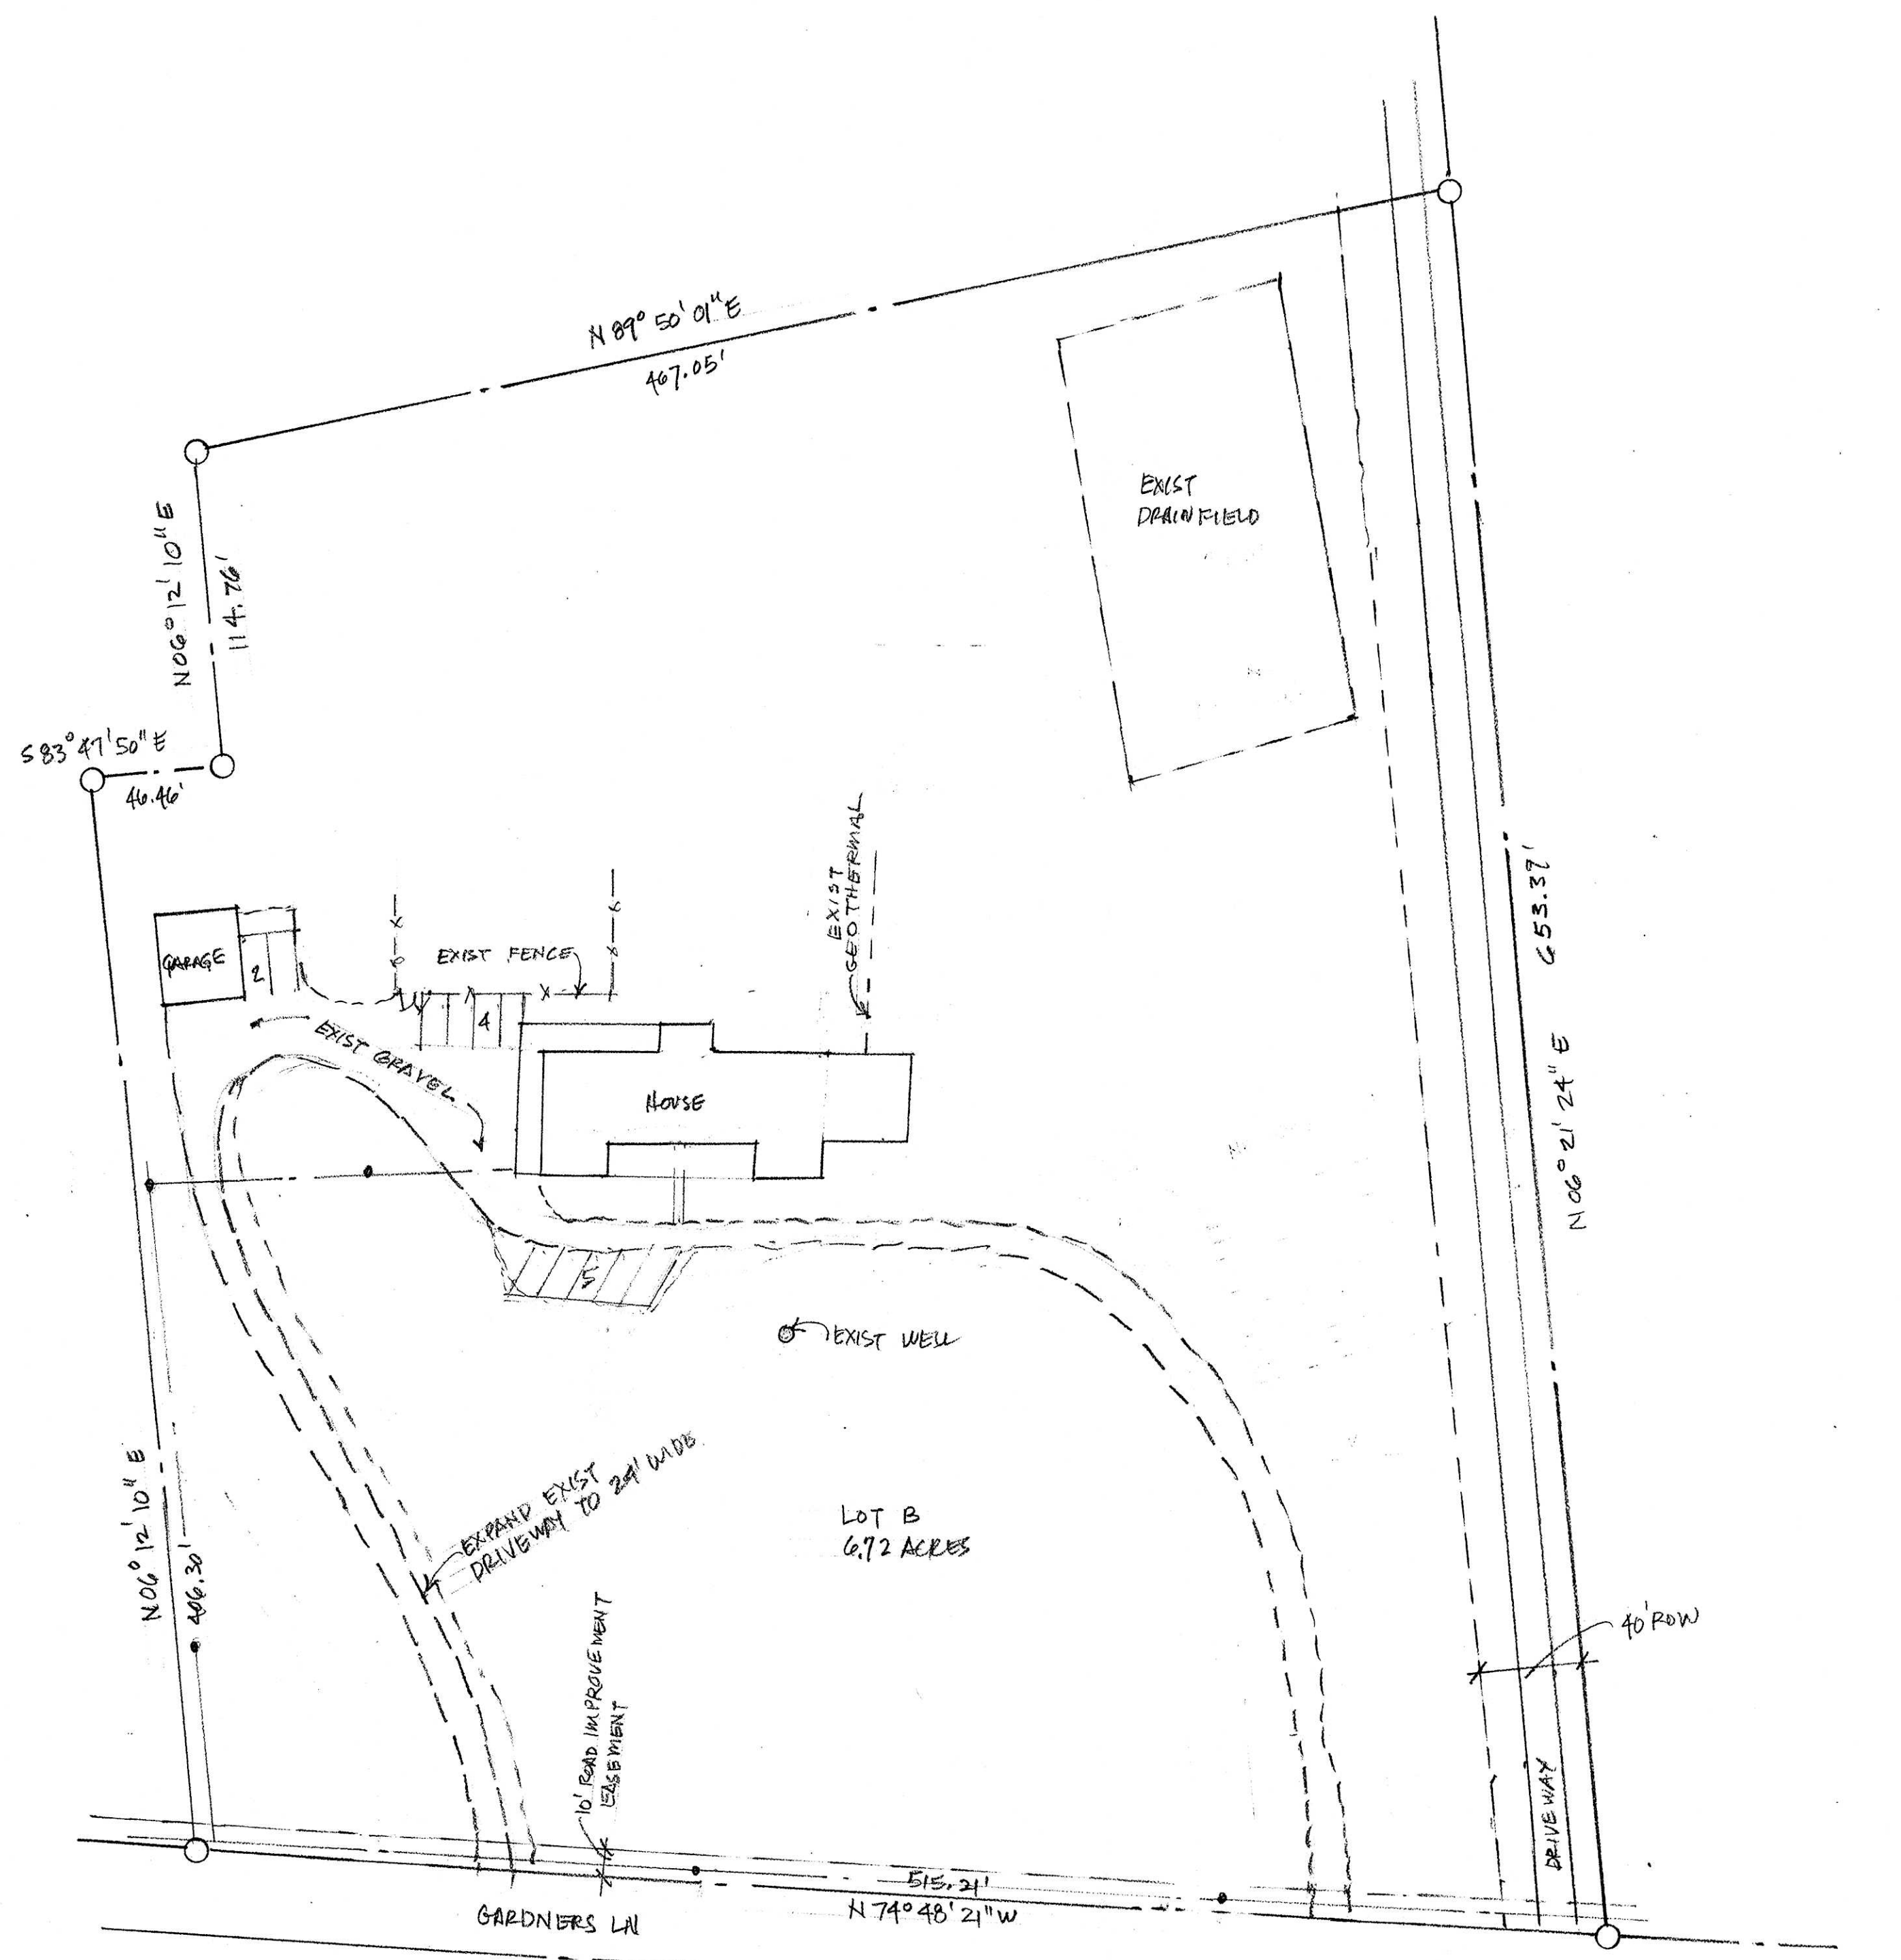 N 89° 50' 01" E
467.05'
EXIST
DRAINFIELD
N06° 12' 10" E
114.76'
S 83° 47' 50" E
46.46'
EXIST
GEOTHERMAL
653.37'
N 06° 21' 24" E
GARAGE
2
EXIST FENCE
4
EXIST GRAVEL
HOUSE
5
EXIST WELL
EXPAND EXIST
DRIVEWAY TO 24' WIDE
LOT B
6.72 ACRES
N06° 12' 10" E
406.30'
10' ROAD IMPROVEMENT
EASEMENT
40' ROW
DRIVEWAY
515.21'
N 74° 48' 21" W
GARDNERS LN